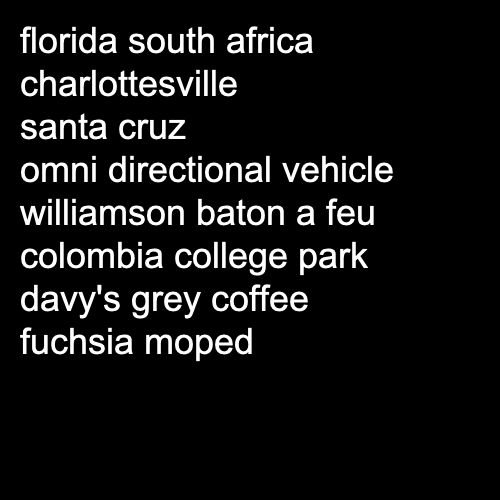 florida south africa
charlottesville
santa cruz
omni directional vehicle
williamson baton a feu
colombia college park
davy's grey coffee
fuchsia moped